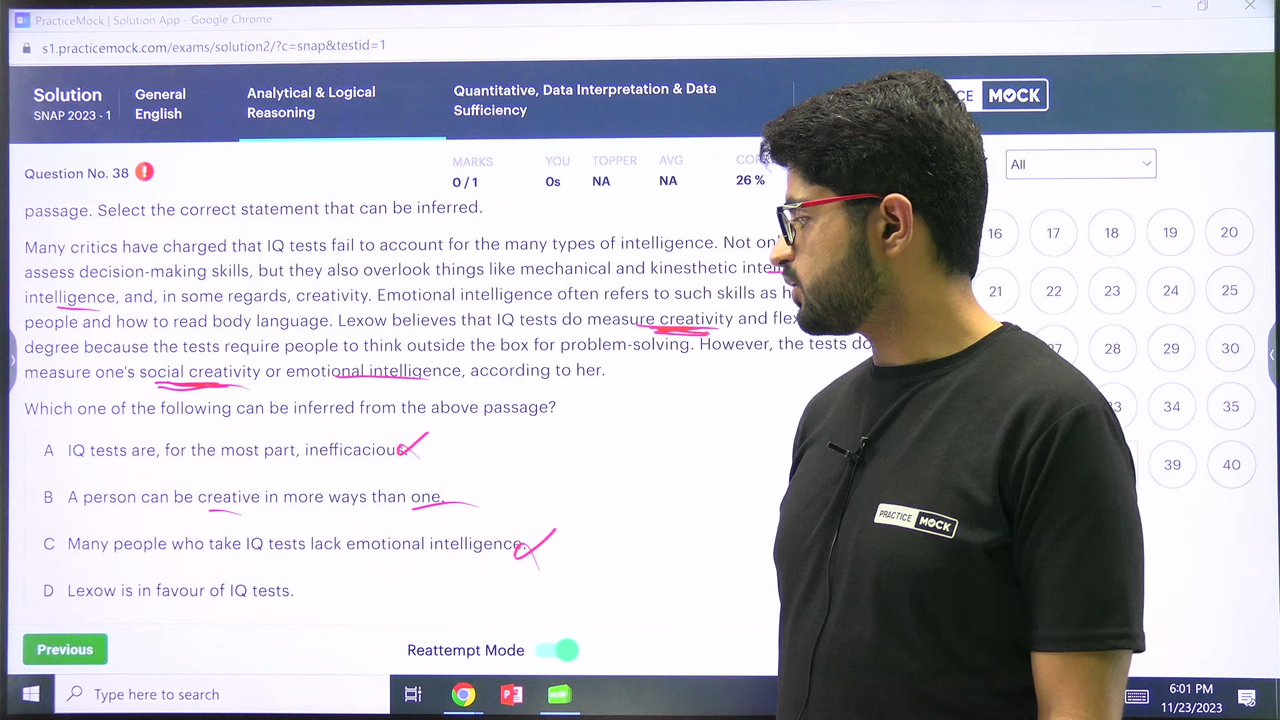 PracticeMock | Solution App - Google Chrome
s1.practicemock.com/exams/solution2/?c=snap&testid=1
Solution
SNAP 2023 - 1
General English
Analytical & Logical Reasoning
Quantitative, Data Interpretation & Data Sufficiency
MOCK
Question No. 38
MARKS
0 / 1
YOU
0s
TOPPER
NA
AVG
NA
26 %
All
passage. Select the correct statement that can be inferred.
Many critics have charged that IQ tests fail to account for the many types of intelligence. Not
assess decision-making skills, but they also overlook things like mechanical and kinesthetic
intelligence, and, in some regards, creativity. Emotional intelligence often refers to such skills as
people and how to read body language. Lexow believes that IQ tests do measure creativity and
degree because the tests require people to think outside the box for problem-solving. However, the tests
measure one's social creativity or emotional intelligence, according to her.
Which one of the following can be inferred from the above passage?
A IQ tests are, for the most part, inefficacious.
B A person can be creative in more ways than one.
C Many people who take IQ tests lack emotional intelligence.
D Lexow is in favour of IQ tests.
16 17 18 19 20
21 22 23 24 25
27 28 29 30
34 35
39 40
Previous
Reattempt Mode
PRACTICE MOCK
Type here to search
6:01 PM
11/23/2023